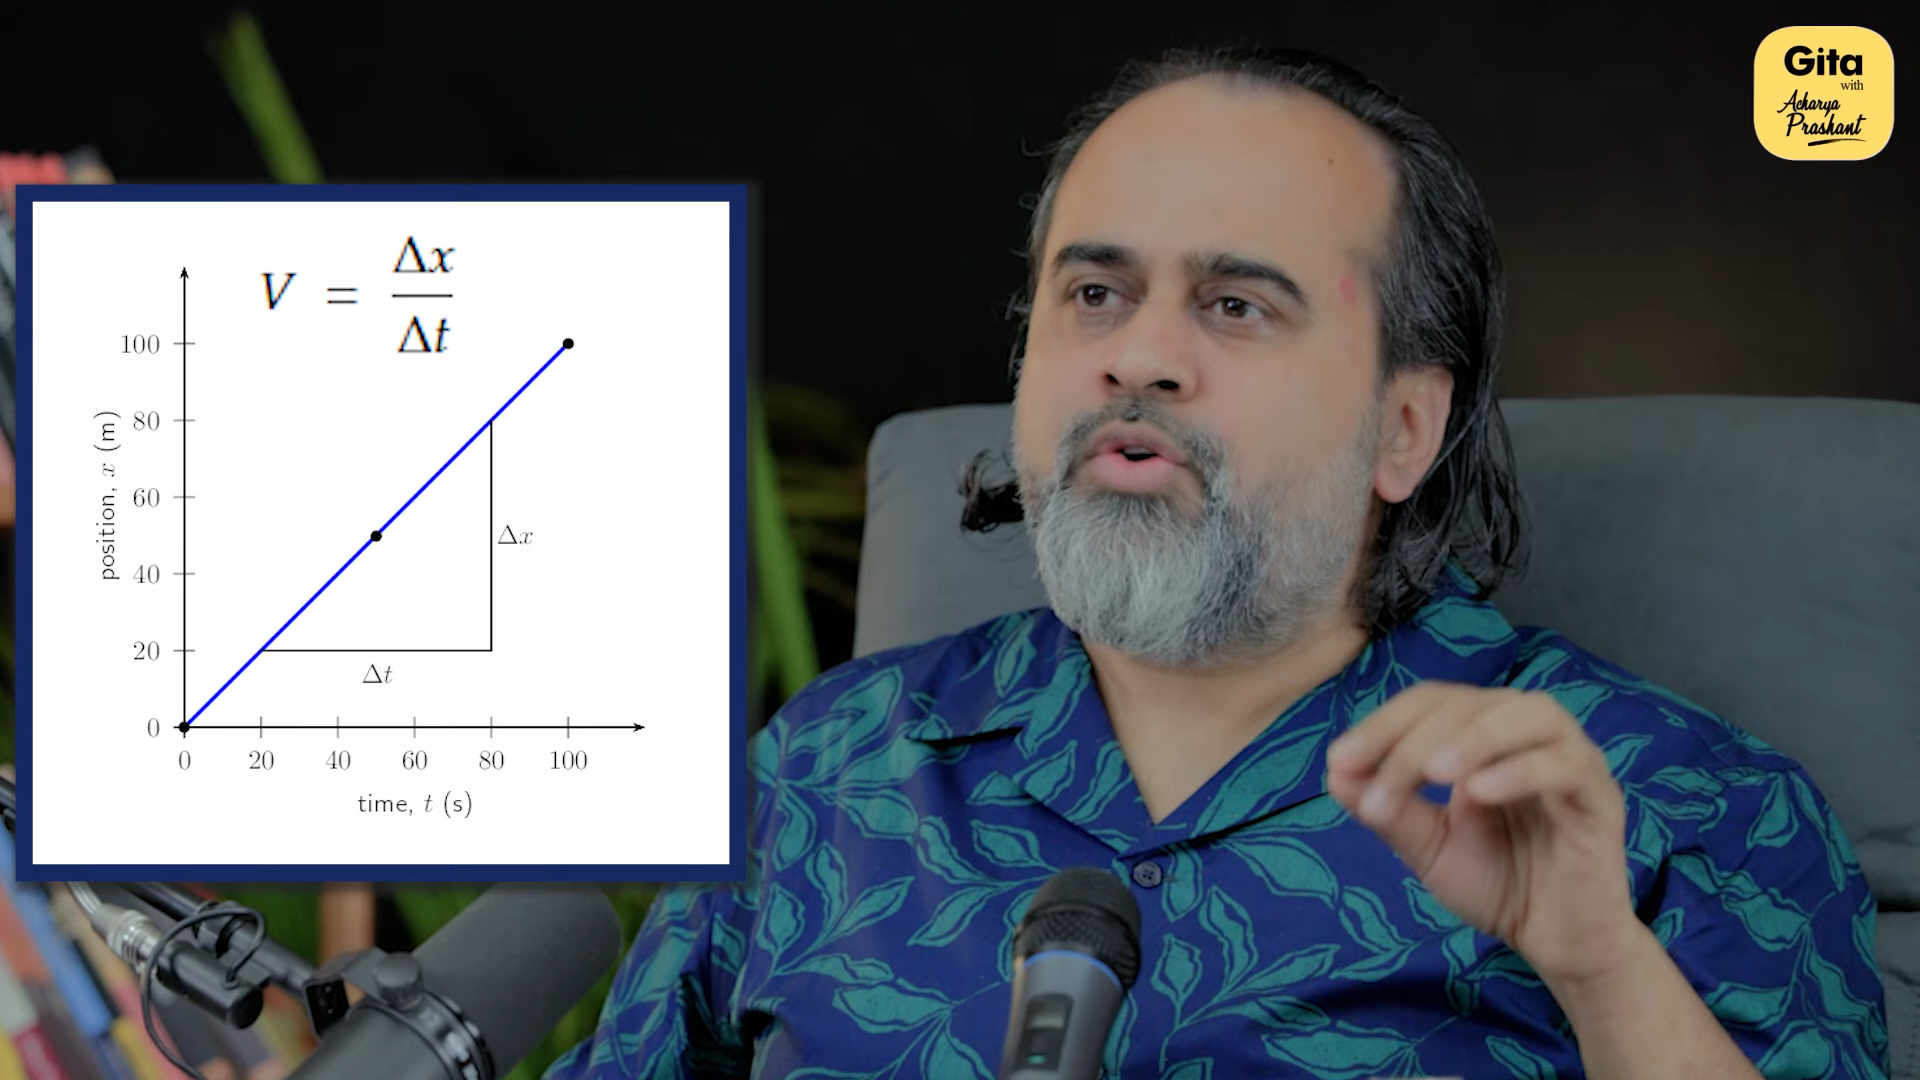 Gita
with
Acharya
Prashant
V = Δx/Δt
100
80
60
40
20
0
position, x (m)
Δx
Δt
0 20 40 60 80 100
time, t (s)